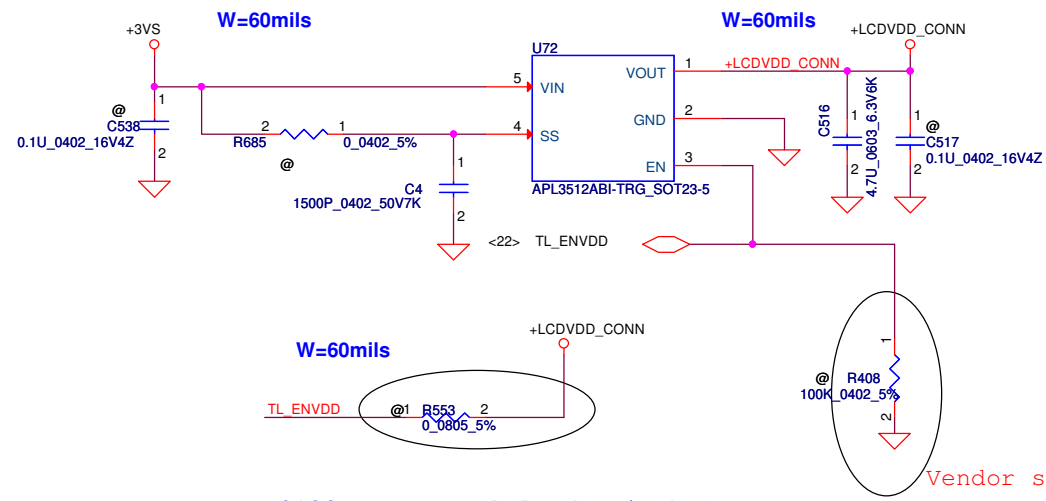 W=60mils
W=60mils
+3VS
+LCDVDD_CONN
U72
5 VIN
VOUT 1
+LCDVDD_CONN
@
1
C538
0.1U_0402_16V4Z
2
2
R685
1
0_0402_5%
@
4 SS
GND 2
EN 3
APL3512ABI-TRG_SOT23-5
1
C4
1500P_0402_50V7K
2
1
C516
4.7U_0603_6.3V6K
2
1
@
C517
0.1U_0402_16V4Z
2
<22> TL_ENVDD
+LCDVDD_CONN
W=60mils
TL_ENVDD
@ 1 R553 2
0_0805_5%
1
@ R408
100K_0402_5%
2
Vendor s